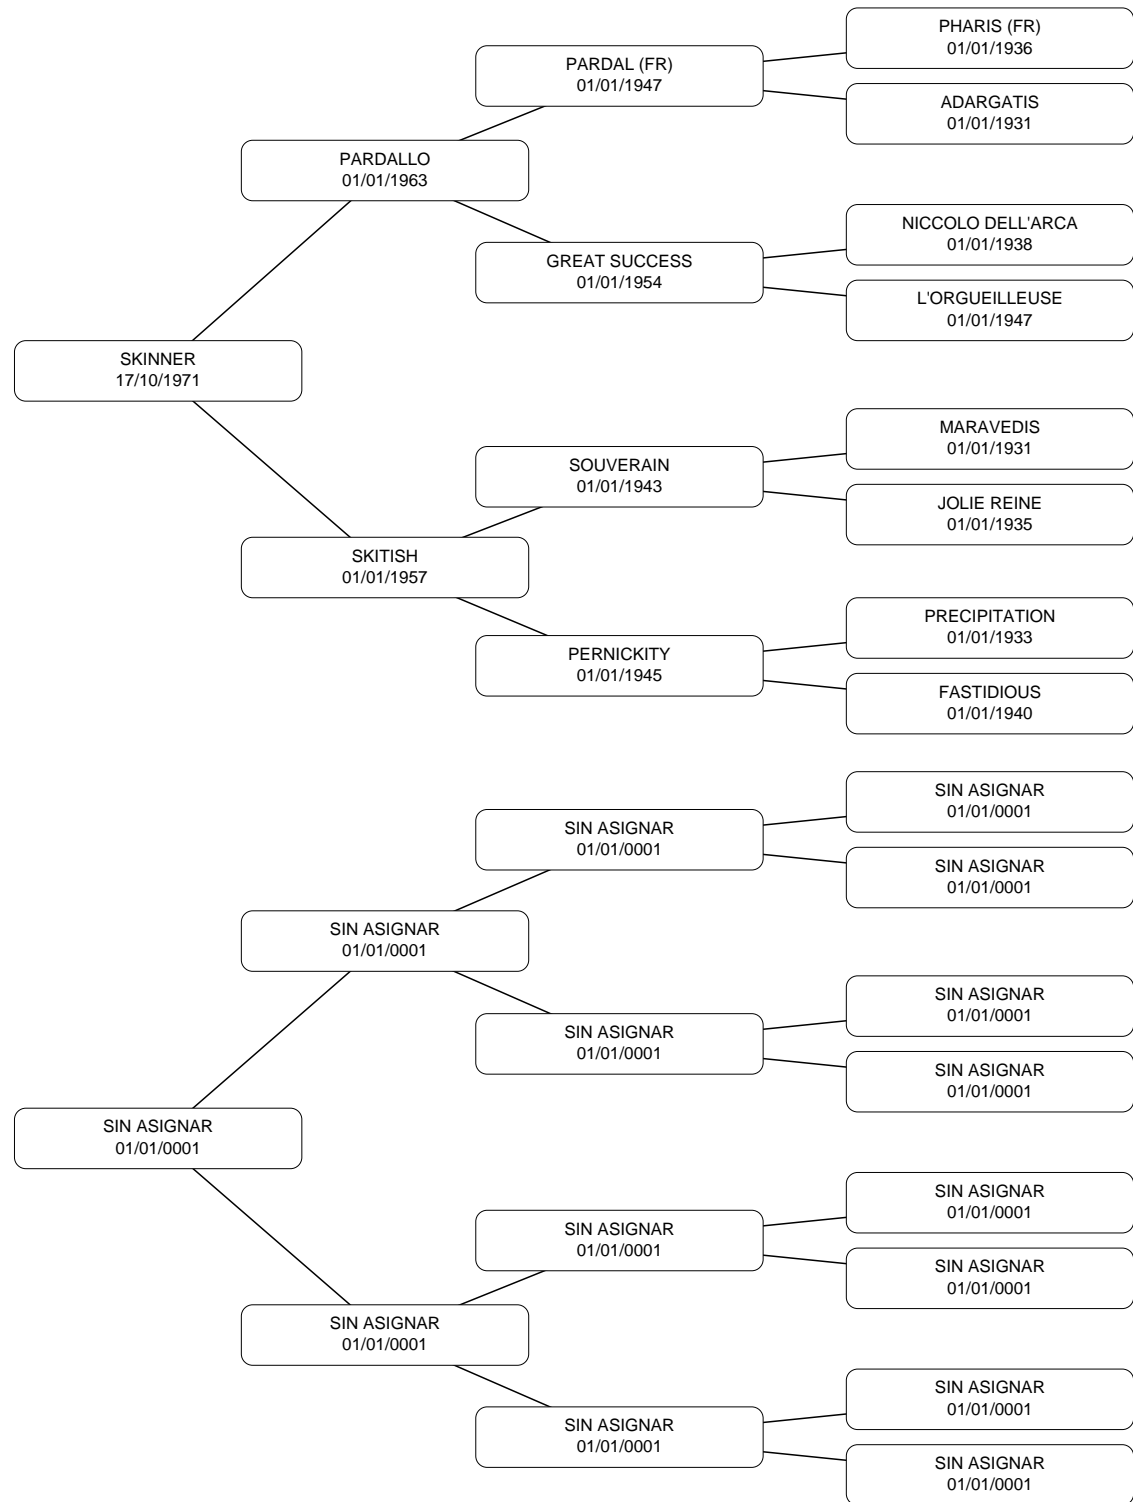 PHARIS (FR)
01/01/1936
PARDAL (FR)
01/01/1947
ADARGATIS
01/01/1931
PARDALLO
01/01/1963
NICCOLO DELL'ARCA
01/01/1938
GREAT SUCCESS
01/01/1954
L'ORGUEILLEUSE
01/01/1947
SKINNER
17/10/1971
MARAVEDIS
01/01/1931
SOUVERAIN
01/01/1943
JOLIE REINE
01/01/1935
SKITISH
01/01/1957
PRECIPITATION
01/01/1933
PERNICKITY
01/01/1945
FASTIDIOUS
01/01/1940
SIN ASIGNAR
01/01/0001
SIN ASIGNAR
01/01/0001
SIN ASIGNAR
01/01/0001
SIN ASIGNAR
01/01/0001
SIN ASIGNAR
01/01/0001
SIN ASIGNAR
01/01/0001
SIN ASIGNAR
01/01/0001
SIN ASIGNAR
01/01/0001
SIN ASIGNAR
01/01/0001
SIN ASIGNAR
01/01/0001
SIN ASIGNAR
01/01/0001
SIN ASIGNAR
01/01/0001
SIN ASIGNAR
01/01/0001
SIN ASIGNAR
01/01/0001
SIN ASIGNAR
01/01/0001